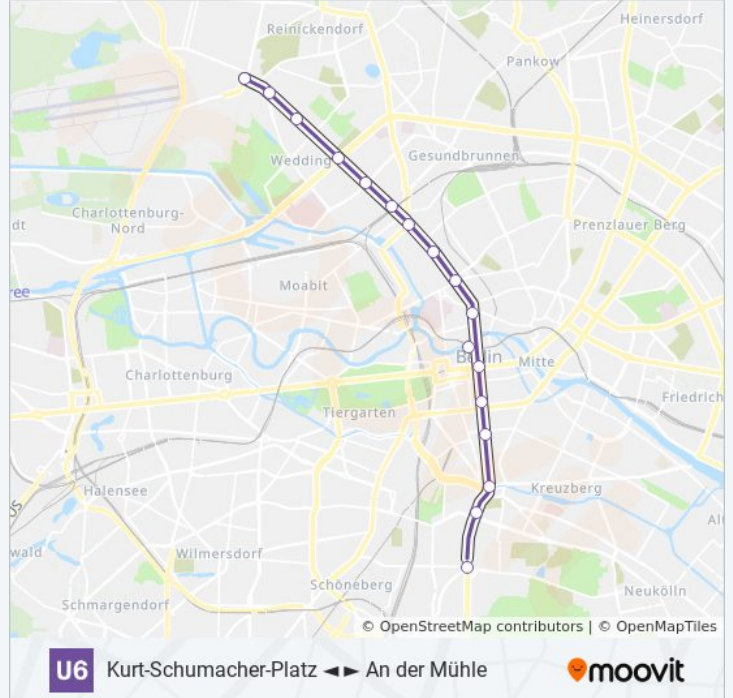 Reinickendorf
Heinersdorf
Pankow
Wedding
Gesundbrunnen
Charlottenburg-
Nord
dt
Prenzlauer Berg
ree
Moabit
Berlin
Mitte
Charlottenburg
Friedrich
Tiergarten
Halensee
Kreuzberg
us
Alt
wald
Wilmersdorf
Schöneberg
Neukölln
Schmargendorf
© OpenStreetMap contributors | © OpenMapTiles
U6 Kurt-Schumacher-Platz ◄ ► An der Mühle
moovit